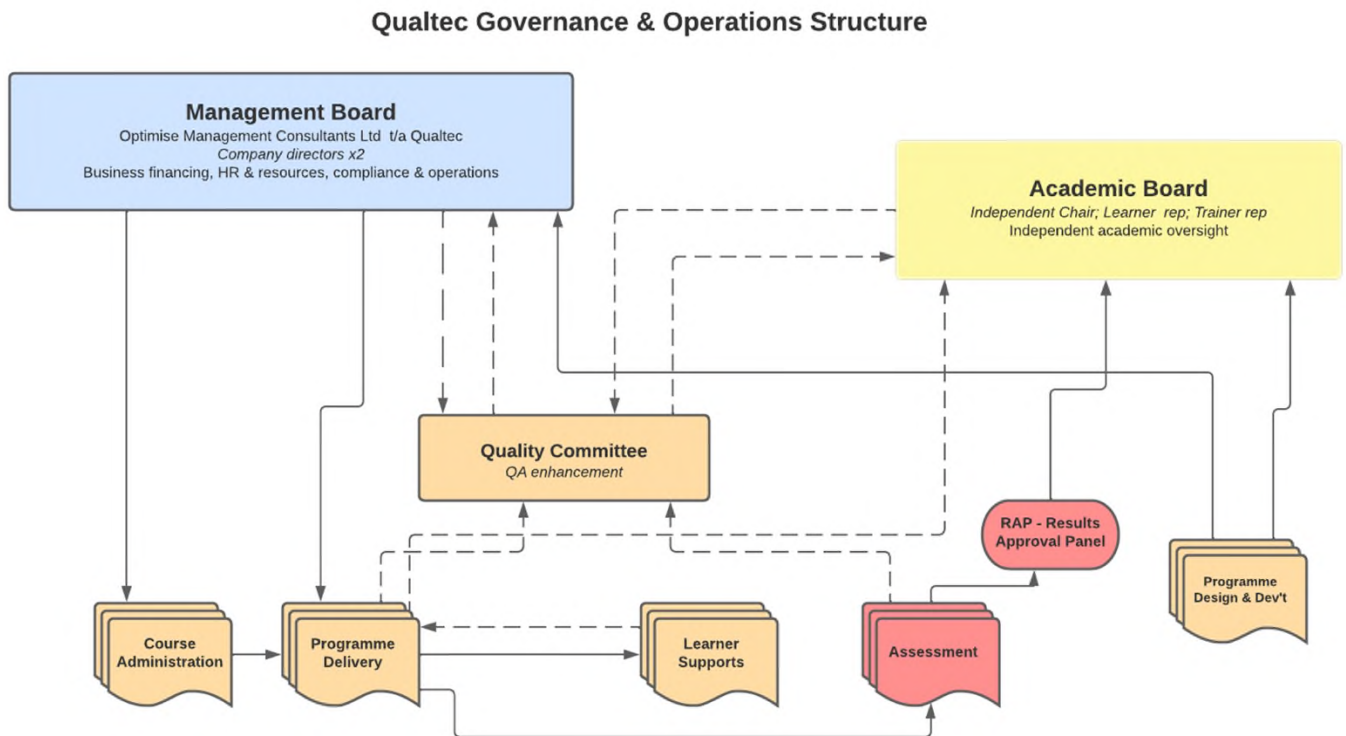 Qualtec Governance & Operations Structure
Management Board
Optimise Management Consultants Ltd t/a Qualtec
Company directors x2
Business financing, HR & resources, compliance & operations
Academic Board
Independent Chair; Learner rep; Trainer rep
Independent academic oversight
Quality Committee
QA enhancement
RAP - Results
Approval Panel
Programme
Design & Dev't
Course
Administration
Programme
Delivery
Learner
Supports
Assessment